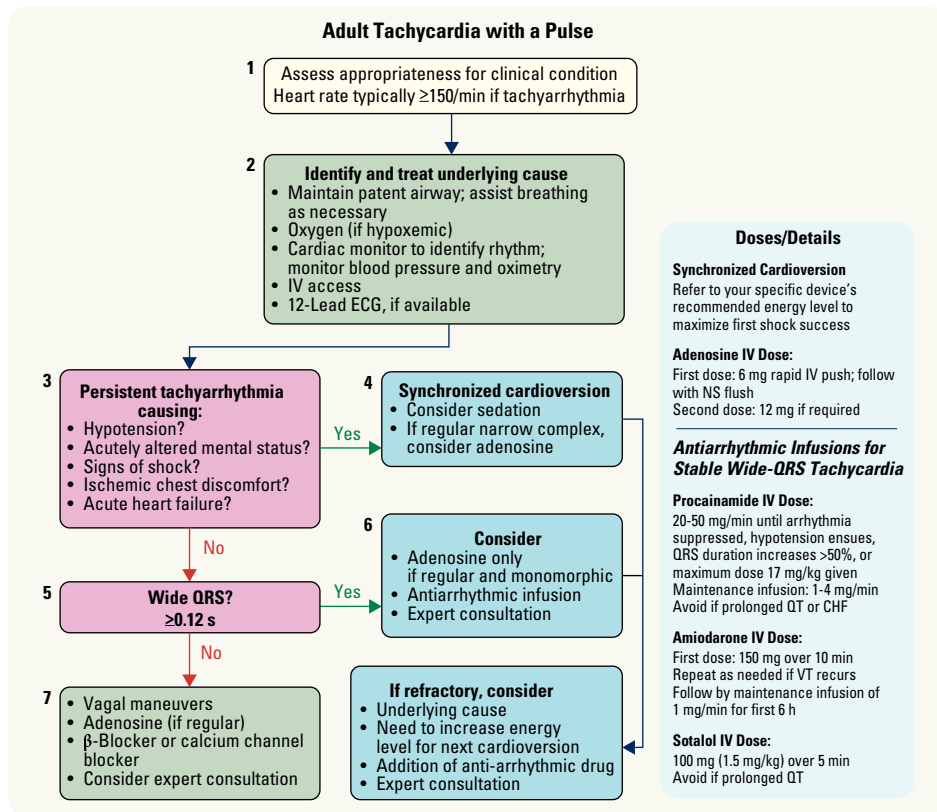 Adult Tachycardia with a Pulse
1
Assess appropriateness for clinical condition
Heart rate typically ≥150/min if tachyarrhythmia
2
Identify and treat underlying cause
• Maintain patent airway; assist breathing
as necessary
• Oxygen (if hypoxemic)
• Cardiac monitor to identify rhythm;
monitor blood pressure and oximetry
• IV access
• 12-Lead ECG, if available
3
Persistent tachyarrhythmia
causing:
• Hypotension?
• Acutely altered mental status?
• Signs of shock?
• Ischemic chest discomfort?
• Acute heart failure?
Yes
4
Synchronized cardioversion
• Consider sedation
• If regular narrow complex,
consider adenosine
No
5
Wide QRS?
≥0.12 s
Yes
6
Consider
• Adenosine only
if regular and monomorphic
• Antiarrhythmic infusion
• Expert consultation
No
7
• Vagal maneuvers
• Adenosine (if regular)
• β-Blocker or calcium channel
blocker
• Consider expert consultation
If refractory, consider
• Underlying cause
• Need to increase energy
level for next cardioversion
• Addition of anti-arrhythmic drug
• Expert consultation
Doses/Details
Synchronized Cardioversion
Refer to your specific device's
recommended energy level to
maximize first shock success
Adenosine IV Dose:
First dose: 6 mg rapid IV push; follow
with NS flush
Second dose: 12 mg if required
Antiarrhythmic Infusions for
Stable Wide-QRS Tachycardia
Procainamide IV Dose:
20-50 mg/min until arrhythmia
suppressed, hypotension ensues,
QRS duration increases >50%, or
maximum dose 17 mg/kg given
Maintenance infusion: 1-4 mg/min
Avoid if prolonged QT or CHF
Amiodarone IV Dose:
First dose: 150 mg over 10 min
Repeat as needed if VT recurs
Follow by maintenance infusion of
1 mg/min for first 6 h
Sotalol IV Dose:
100 mg (1.5 mg/kg) over 5 min
Avoid if prolonged QT